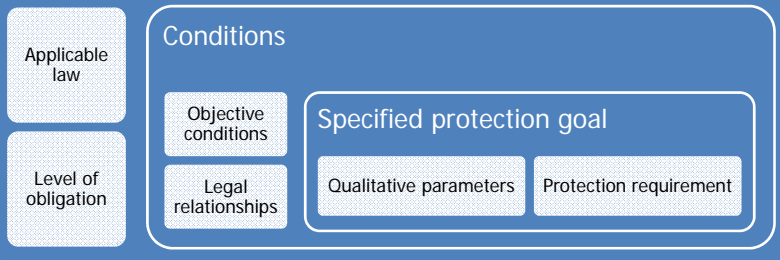 Applicable
law
Level of
obligation
Conditions
Objective
conditions
Legal
relationships
Specified protection goal
Qualitative parameters
Protection requirement